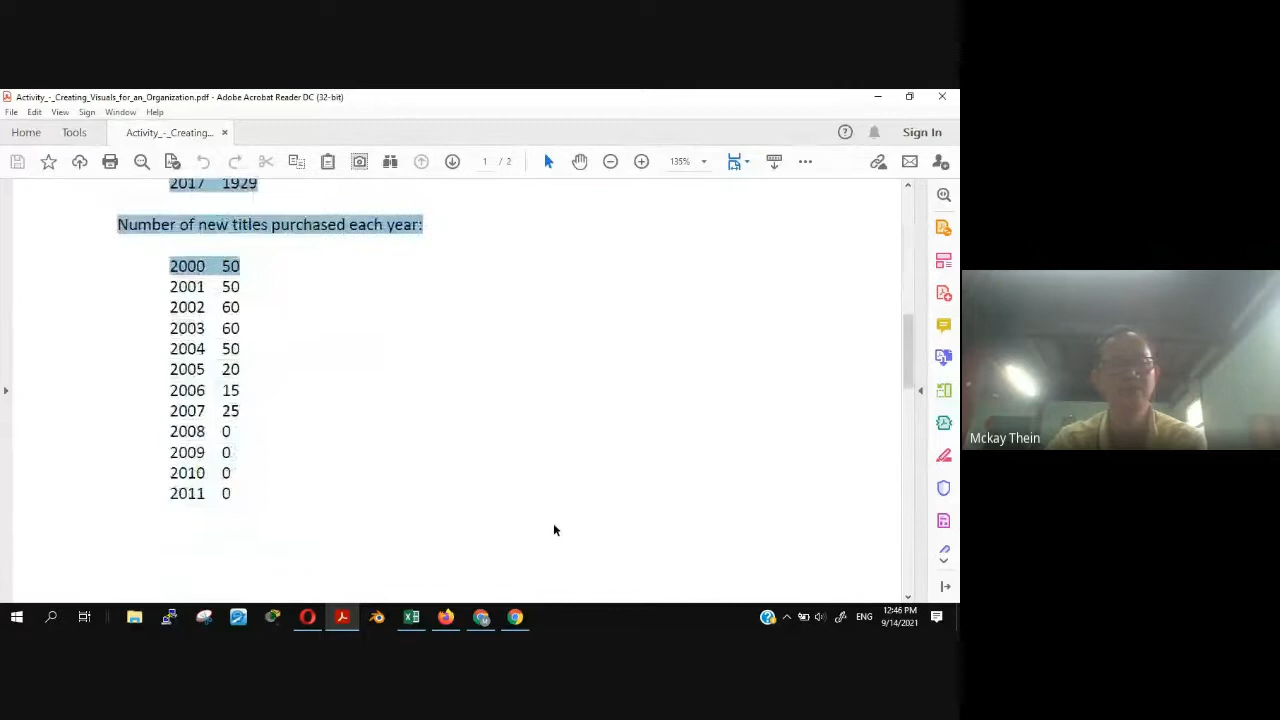 Activity_-_Creating_Visuals_for_an_Organization.pdf - Adobe Acrobat Reader DC (32-bit)
File Edit View Sign Window Help
Home Tools Activity_-_Creating... × Sign In
1 / 2 135%
2017 1929
Number of new titles purchased each year:
2000 50
2001 50
2002 60
2003 60
2004 50
2005 20
2006 15
2007 25
2008 0
2009 0
2010 0
2011 0
Mckay Thein
ENG
12:46 PM
9/14/2021